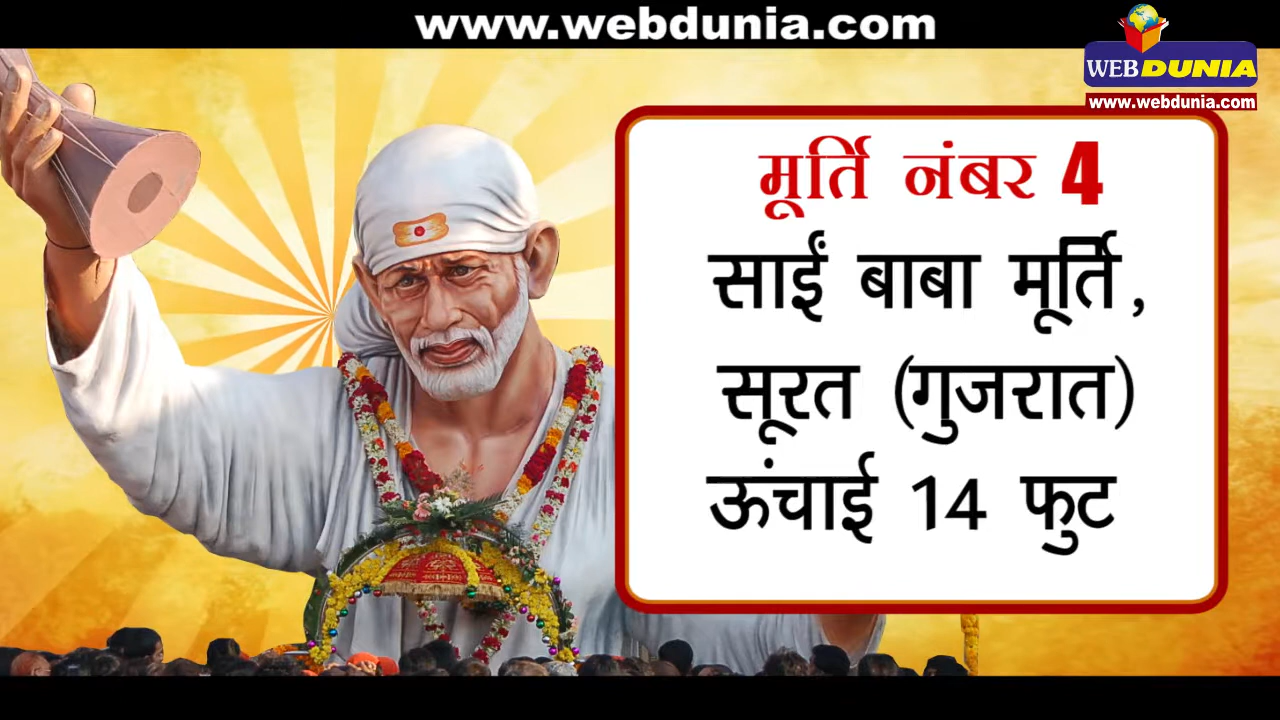 www.webdunia.com
WEBDUNIA
www.webdunia.com
मूर्ति नंबर 4
साईं बाबा मूर्ति,
सूरत (गुजरात)
ऊंचाई 14 फुट